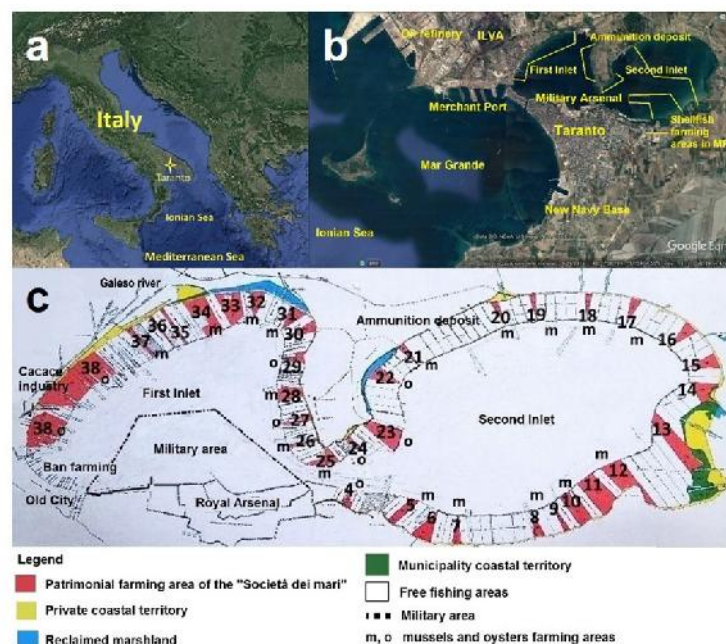 a
Italy
Taranto
Ionian Sea
Mediterranean Sea
b
Oil refinery
ILVA
Ammunition deposit
First Inlet
Second Inlet
Merchant Port
Military Arsenal
Taranto
Shellfish
farming
areas in MP
Mar Grande
New Navy Base
Ionian Sea
Google Earth
c
Galeso river
38 37 36 35 34 33 32 31
m m m m
30
29
28
27
26
25
24
23
22
21
20
19
18
17
16
15
14
13
12
11
10
9
8
7
6
5
4
38
o
Ammunition deposit
Cacace
industry
First Inlet
Second Inlet
Military area
Ban farming
Old City
Royal Arsenal
Legend
Patrimonial farming area of the "Società dei mari"
Private coastal territory
Reclaimed marshland
Municipality coastal territory
Free fishing areas
Military area
m, o mussels and oysters farming areas